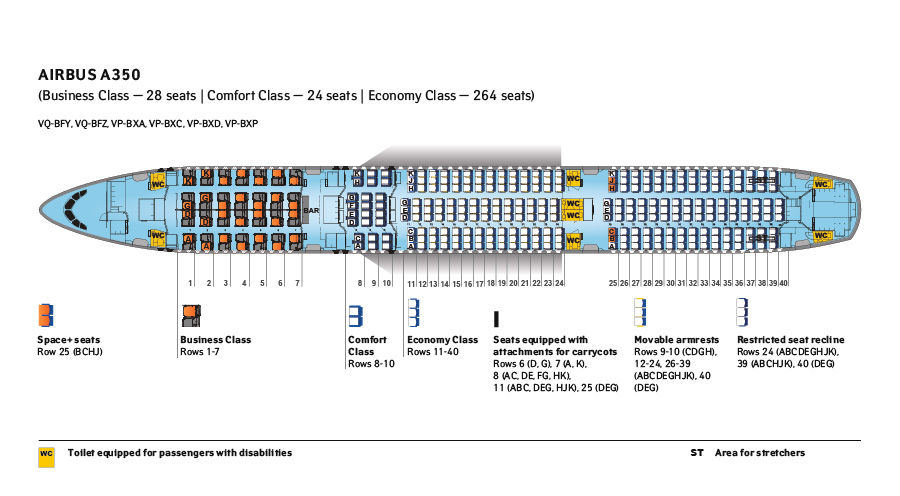 AIRBUS A350
(Business Class — 28 seats | Comfort Class — 24 seats | Economy Class — 264 seats)
VQ-BFY, VQ-BFZ, VP-BXA, VP-BXC, VP-BXD, VP-BXP
WC
WC
BAR
WC
WC
WC
WC
WC
WC
ST
ST
1 2 3 4 5 6 7 8 9 10 11 12 13 14 15 16 17 18 19 20 21 22 23 24 25 26 27 28 29 30 31 32 33 34 35 36 37 38 39 40
Space+ seats
Row 25 (BCHJ)
Business Class
Rows 1-7
Comfort
Class
Rows 8-10
Economy Class
Rows 11-40
Seats equipped with
attachments for carrycots
Rows 6 (D, G), 7 (A, K),
8 (AC, DE, FG, HK),
11 (ABC, DEG, HJK), 25 (DEG)
Movable armrests
Rows 9-10 (CDGH),
12-24, 26-39
(ABCDEGHJK), 40
(DEG)
Restricted seat recline
Rows 24 (ABCDEGHJK),
39 (ABCHJK), 40 (DEG)
WC Toilet equipped for passengers with disabilities
ST Area for stretchers